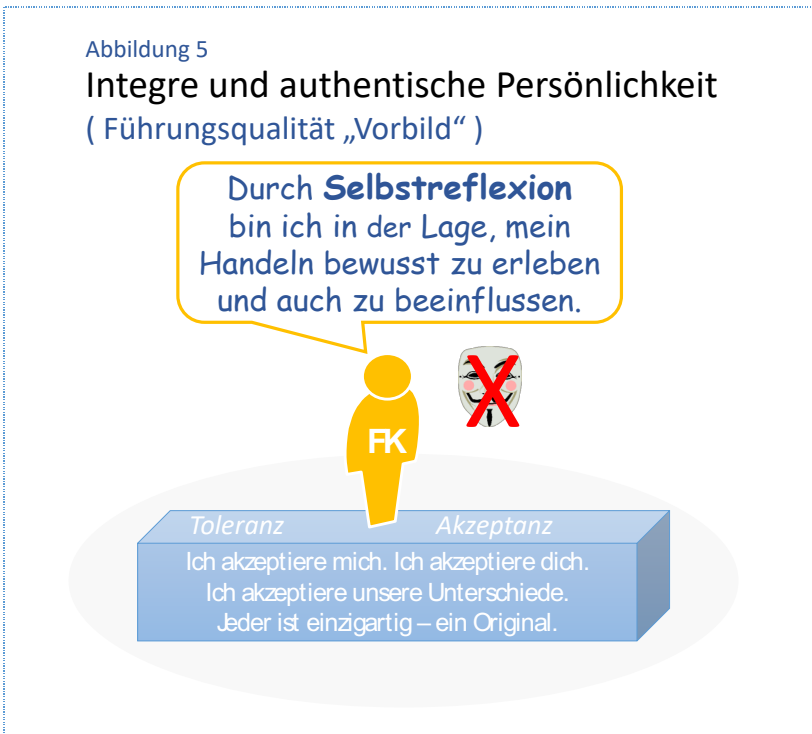 Abbildung 5
Integre und authentische Persönlichkeit
( Führungsqualität „Vorbild“ )
Durch Selbstreflexion
bin ich in der Lage, mein
Handeln bewusst zu erleben
und auch zu beeinflussen.
X
FK
Toleranz Akzeptanz
Ich akzeptiere mich. Ich akzeptiere dich.
Ich akzeptiere unsere Unterschiede.
Jeder ist einzigartig – ein Original.